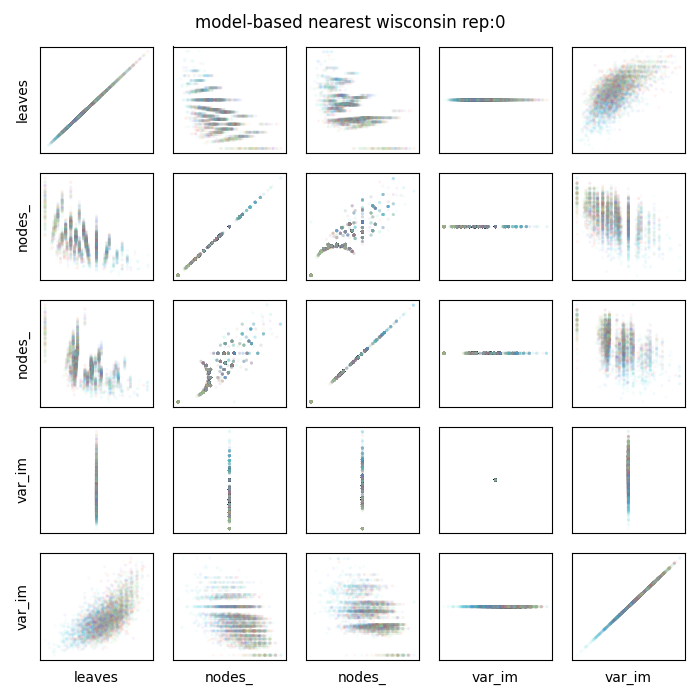 model-based nearest wisconsin rep:0
leaves
nodes_
nodes_
var_im
var_im
leaves
nodes_
nodes_
var_im
var_im